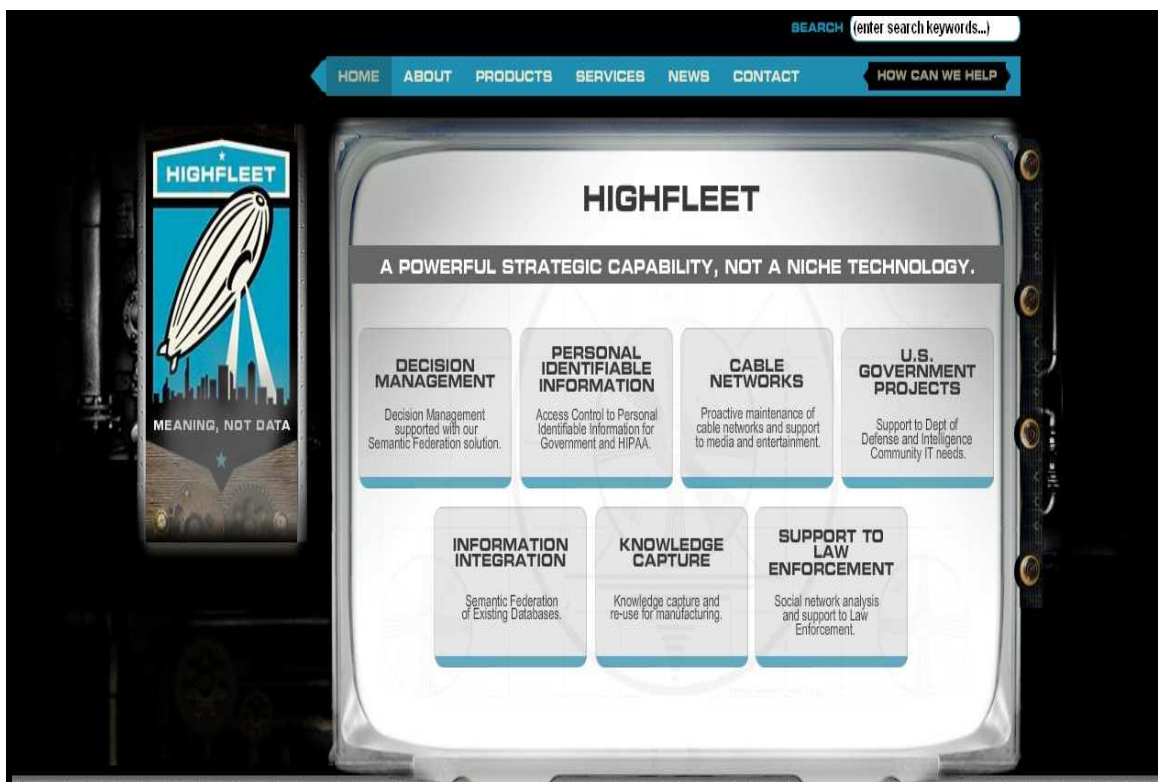 SEARCH (enter search keywords...)
HOME ABOUT PRODUCTS SERVICES NEWS CONTACT HOW CAN WE HELP
HIGHFLEET
MEANING, NOT DATA
HIGHFLEET
A POWERFUL STRATEGIC CAPABILITY, NOT A NICHE TECHNOLOGY.
DECISION
MANAGEMENT
Decision Management
supported with our
Semantic Federation solution.
PERSONAL
IDENTIFIABLE
INFORMATION
Access Control to Personal
Identifiable Information for
Government and HIPAA.
CABLE
NETWORKS
Proactive maintenance of
cable networks and support
to media and entertainment.
U.S.
GOVERNMENT
PROJECTS
Support to Dept of
Defense and Intelligence
Community IT needs.
INFORMATION
INTEGRATION
Semantic Federation
of Existing Databases.
KNOWLEDGE
CAPTURE
Knowledge capture and
re-use for manufacturing.
SUPPORT TO
LAW
ENFORCEMENT
Social network analysis
and support to Law
Enforcement.